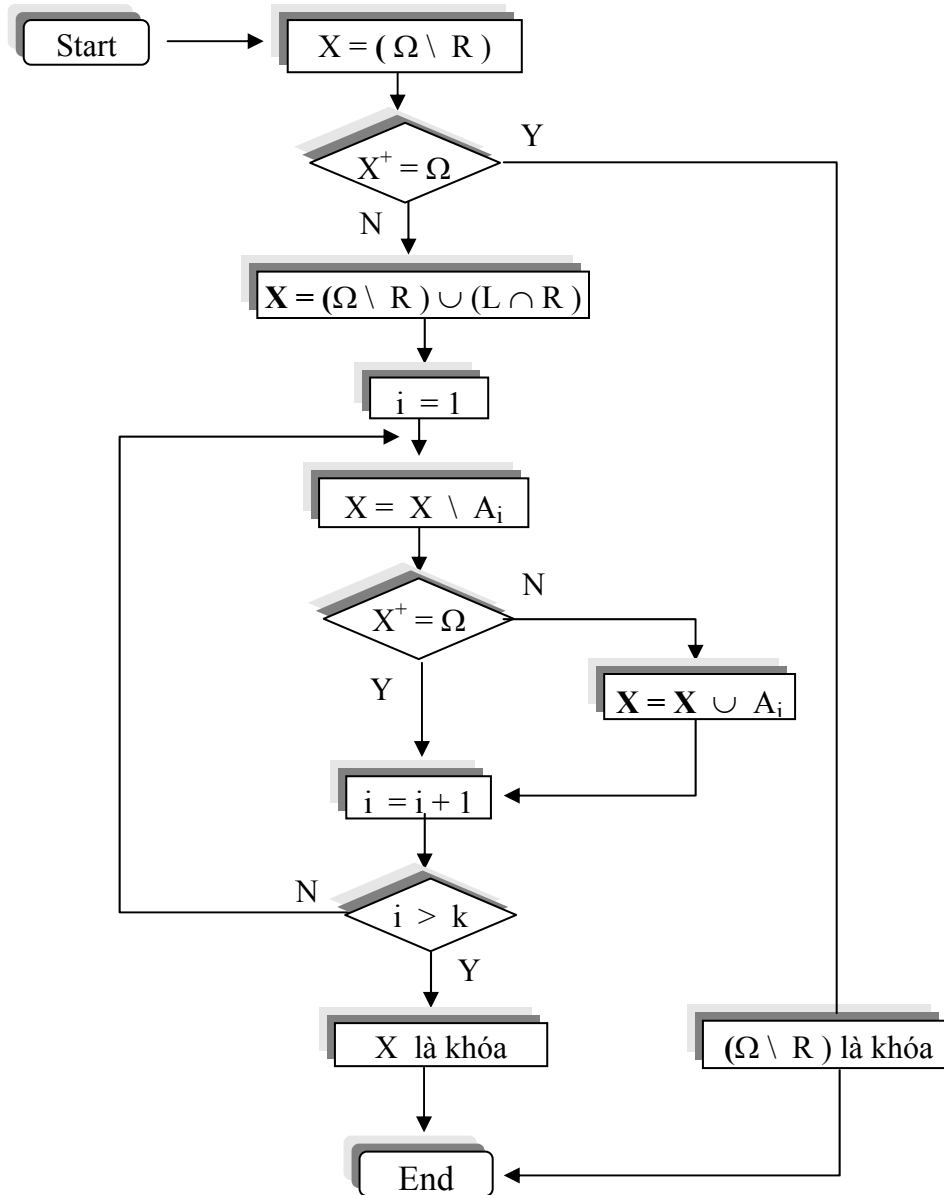 Start
X = ( Ω \ R )
X⁺ = Ω
Y
N
X = (Ω \ R ) ∪ (L ∩ R )
i = 1
X = X \ Aᵢ
X⁺ = Ω
N
Y
X = X ∪ Aᵢ
i = i + 1
i > k
N
Y
X là khóa
(Ω \ R ) là khóa
End